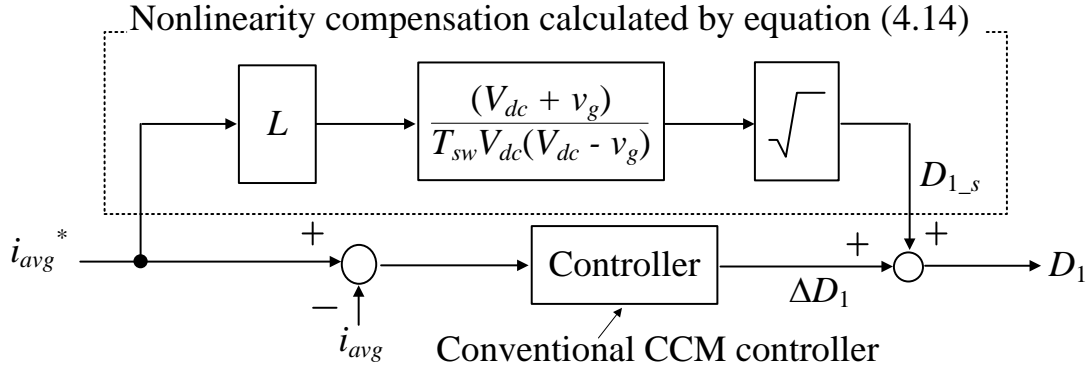 Nonlinearity compensation calculated by equation (4.14)
L
(V_dc + v_g)
T_sw V_dc (V_dc - v_g)
√
D_1_s
i_avg*
+
−
i_avg
Controller
+
+
ΔD_1
D_1
Conventional CCM controller